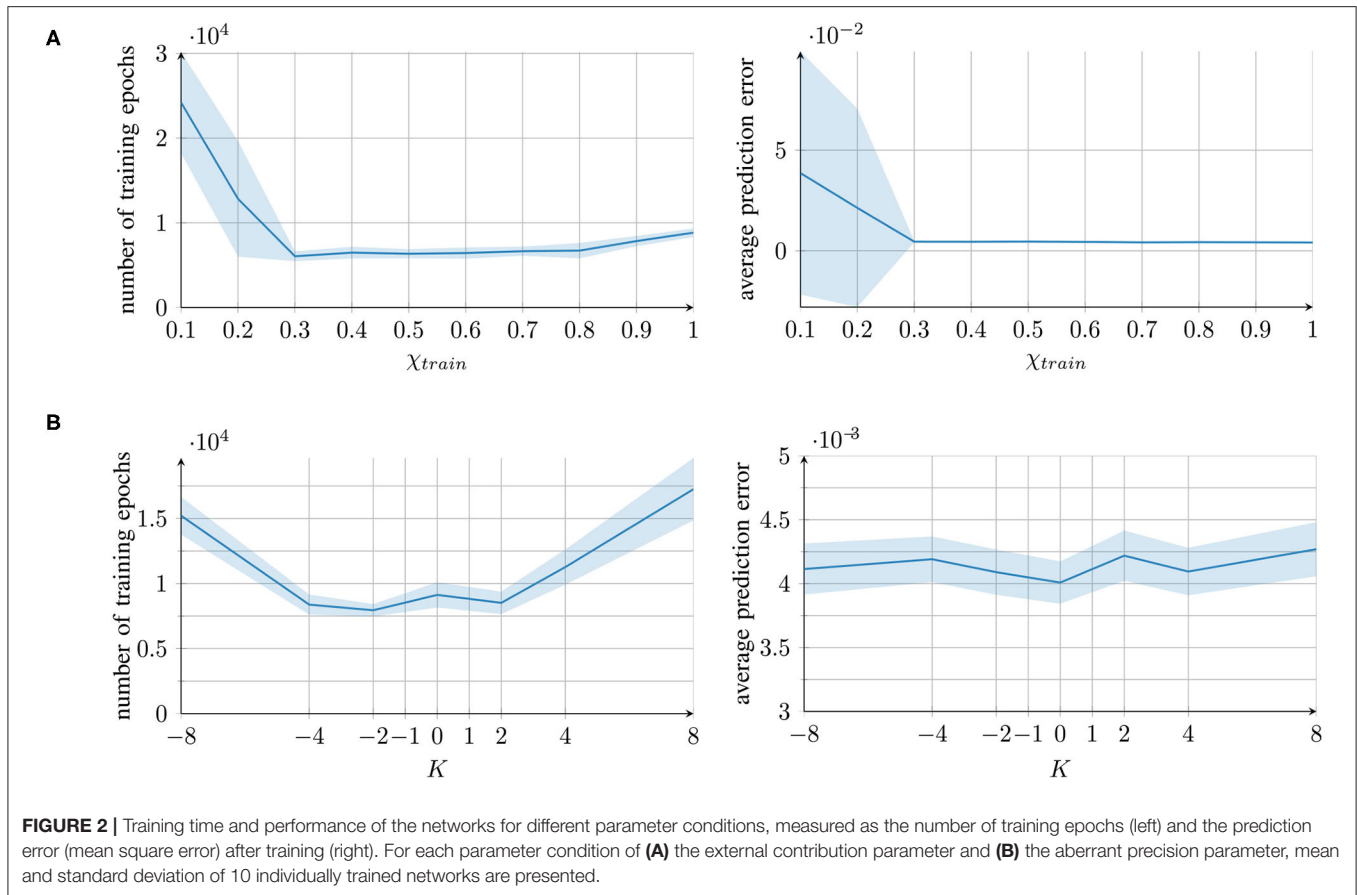 A
·10⁴
number of training epochs
3
2
1
0
0.1 0.2 0.3 0.4 0.5 0.6 0.7 0.8 0.9 1
χtrain
·10⁻²
average prediction error
5
0
0.1 0.2 0.3 0.4 0.5 0.6 0.7 0.8 0.9 1
χtrain
B
·10⁴
number of training epochs
1.5
1
0.5
0
−8 −4 −2 −1 0 1 2 4 8
K
·10⁻³
average prediction error
5
4.5
4
3.5
3
−8 −4 −2 −1 0 1 2 4 8
K
FIGURE 2 | Training time and performance of the networks for different parameter conditions, measured as the number of training epochs (left) and the prediction
error (mean square error) after training (right). For each parameter condition of (A) the external contribution parameter and (B) the aberrant precision parameter, mean
and standard deviation of 10 individually trained networks are presented.